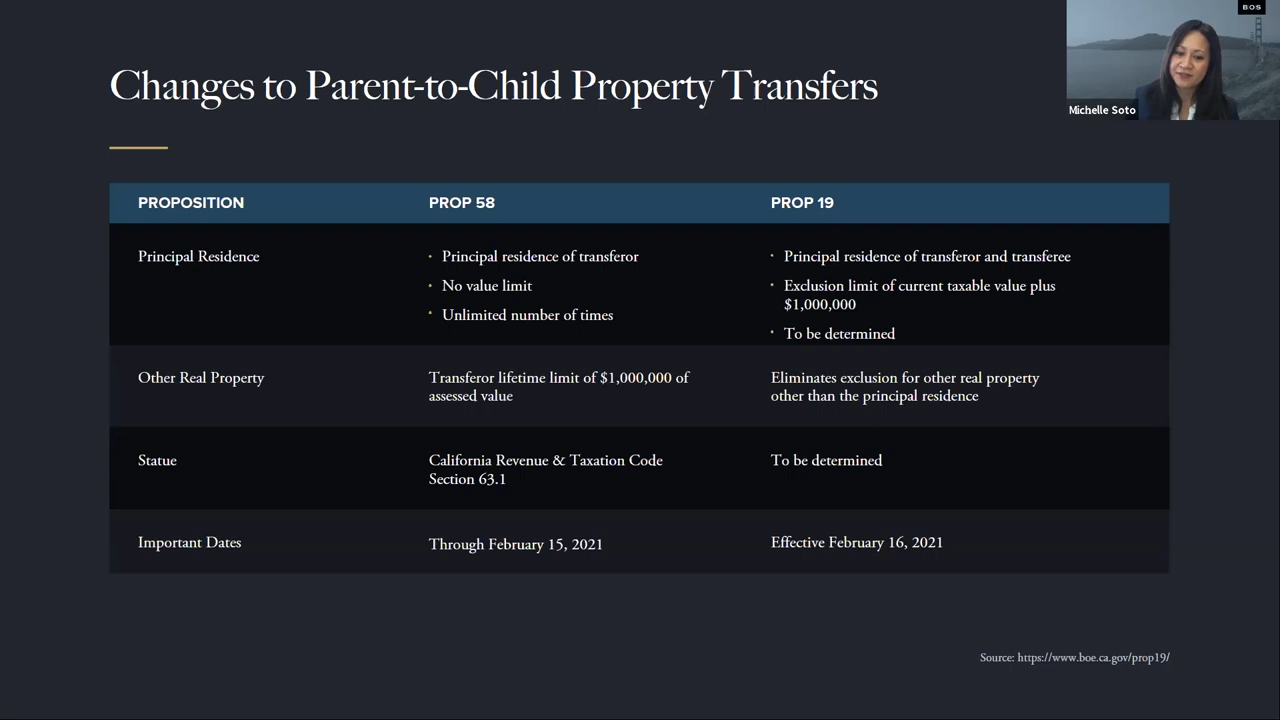 BOS
Michelle Soto
Changes to Parent-to-Child Property Transfers
PROPOSITION
PROP 58
PROP 19
Principal Residence
• Principal residence of transferor
• No value limit
• Unlimited number of times
• Principal residence of transferor and transferee
• Exclusion limit of current taxable value plus
$1,000,000
• To be determined
Other Real Property
Transferor lifetime limit of $1,000,000 of
assessed value
Eliminates exclusion for other real property
other than the principal residence
Statue
California Revenue & Taxation Code
Section 63.1
To be determined
Important Dates
Through February 15, 2021
Effective February 16, 2021
Source: https://www.boe.ca.gov/prop19/